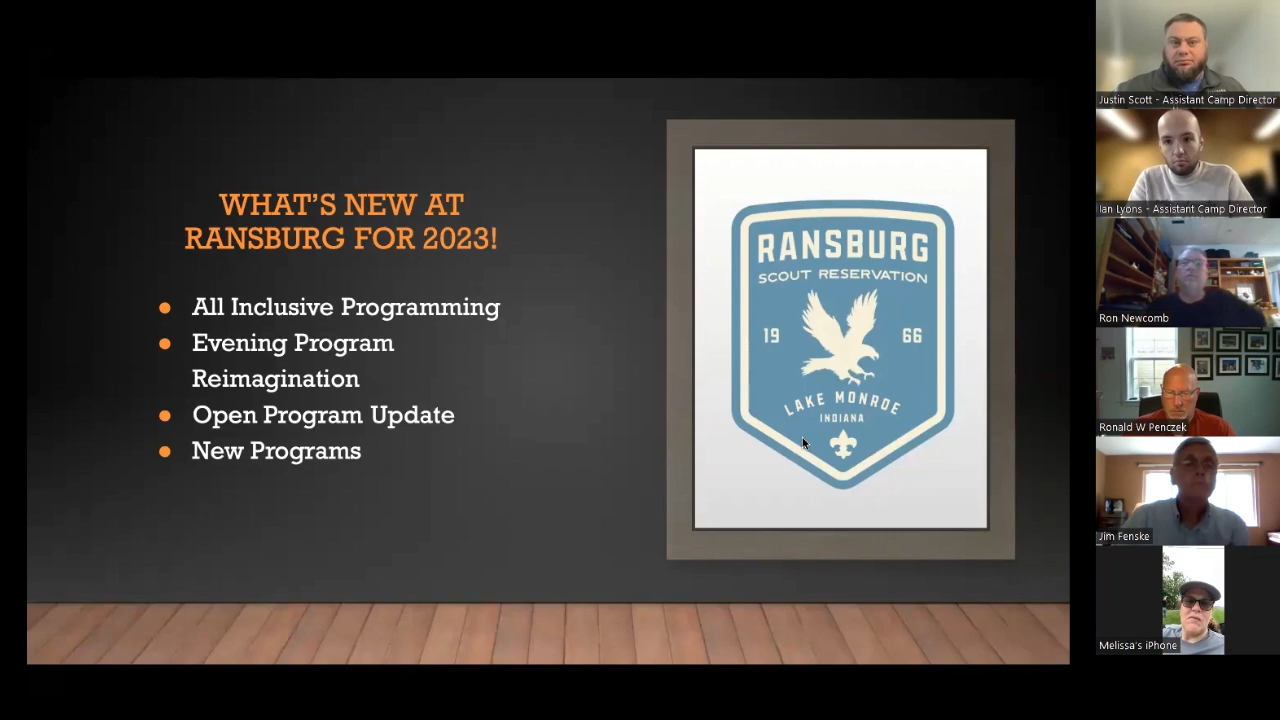 WHAT'S NEW AT
RANSBURG FOR 2023!
All Inclusive Programming
Evening Program
Reimagination
Open Program Update
New Programs
RANSBURG
SCOUT RESERVATION
19 66
LAKE MONROE
INDIANA
Justin Scott - Assistant Camp Director
Ian Lyons - Assistant Camp Director
Ron Newcomb
Ronald W Penczek
Jim Fenske
Melissa's iPhone